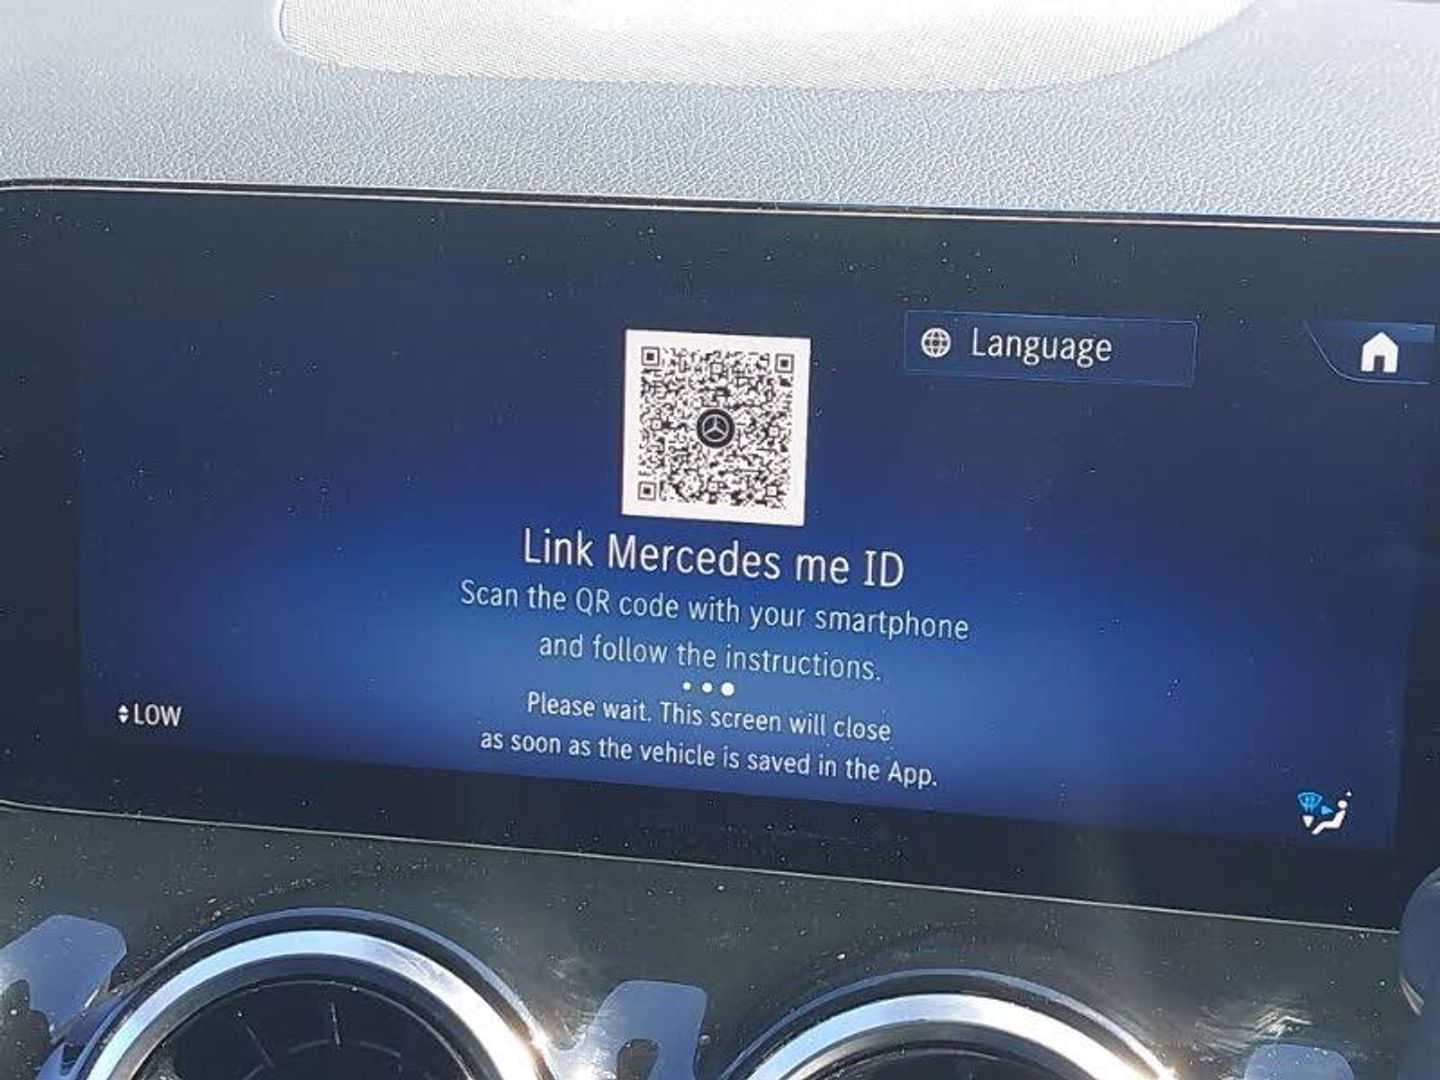 Language
Link Mercedes me ID
Scan the QR code with your smartphone
and follow the instructions.
Please wait. This screen will close
as soon as the vehicle is saved in the App.
LOW